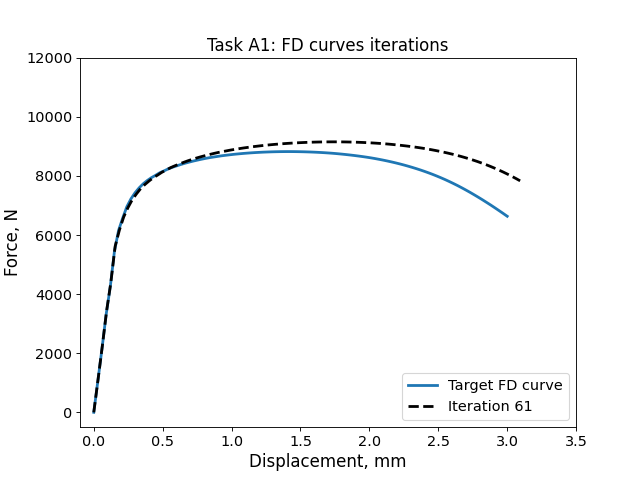 Task A1: FD curves iterations
12000
10000
8000
6000
4000
2000
0
Force, N
0.0 0.5 1.0 1.5 2.0 2.5 3.0 3.5
Displacement, mm
Target FD curve
Iteration 61